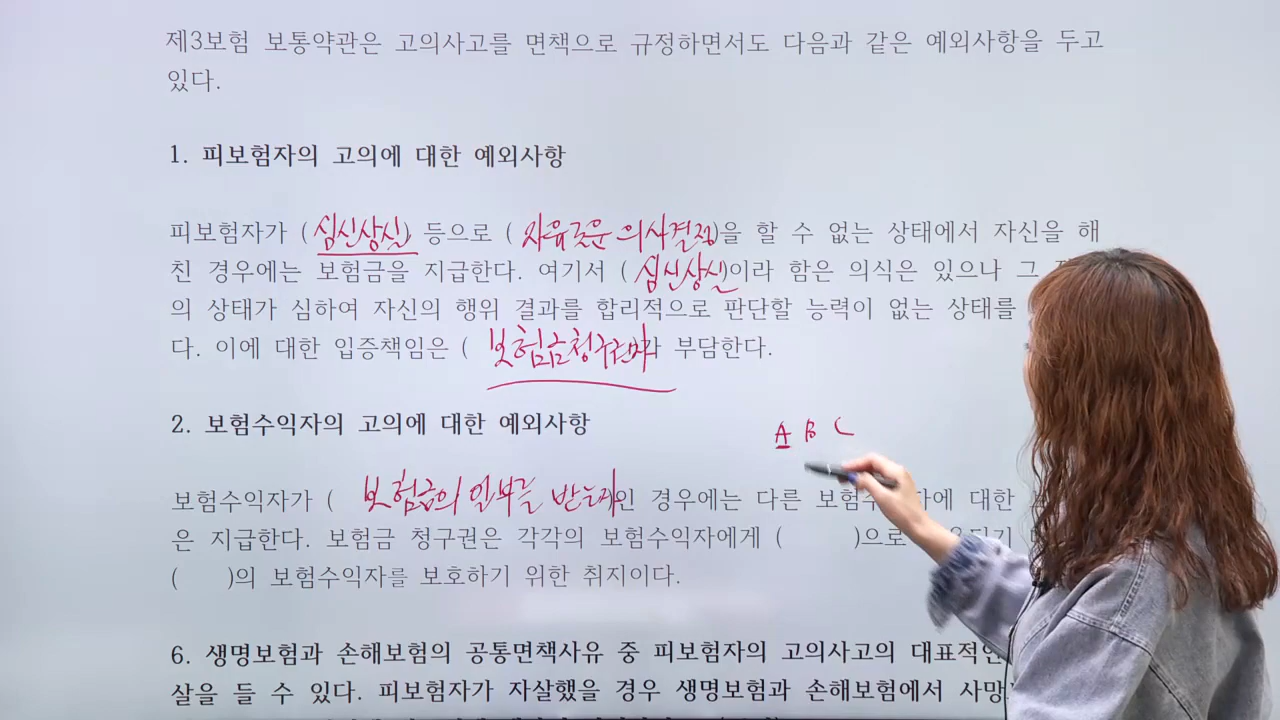 제3보험 보통약관은 고의사고를 면책으로 규정하면서도 다음과 같은 예외사항을 두고
있다.
1. 피보험자의 고의에 대한 예외사항
피보험자가 ( 심신상실 ) 등으로 ( 자유로운 의사결정 )을 할 수 없는 상태에서 자신을 해
친 경우에는 보험금을 지급한다. 여기서 ( 심신상실 )이라 함은 의식은 있으나 그
의 상태가 심하여 자신의 행위 결과를 합리적으로 판단할 능력이 없는 상태를
다. 이에 대한 입증책임은 ( 보험금청구권자 가 부담한다.
2. 보험수익자의 고의에 대한 예외사항
A B C
보험수익자가 ( 보험금의 일부를 받는자 인 경우에는 다른 대한
은 지급한다. 보험금 청구권은 각각의 보험수익자에게 ( )으로
( )의 보험수익자를 보호하기 위한 취지이다.
6. 생명보험과 손해보험의 공통면책사유 중 피보험자의 고의사고의 대표적인
살을 들 수 있다. 피보험자가 자살했을 경우 생명보험과 손해보험에서 사망